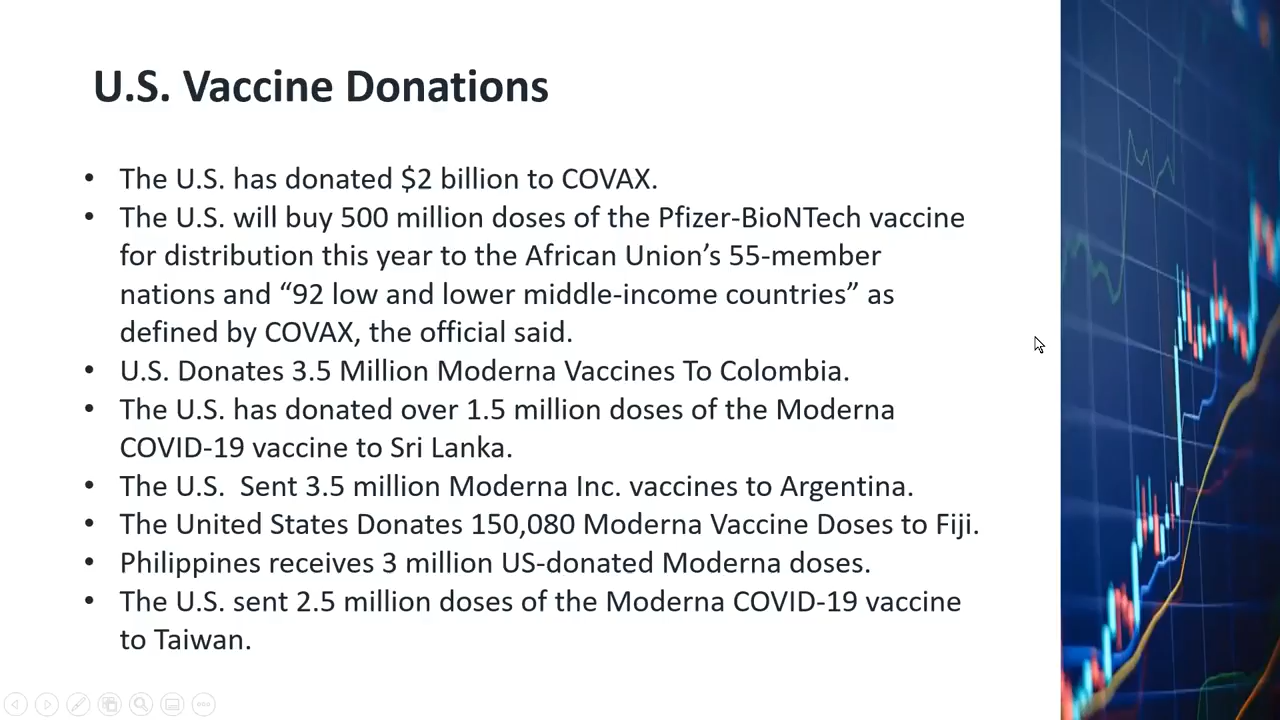 U.S. Vaccine Donations
• The U.S. has donated $2 billion to COVAX.
• The U.S. will buy 500 million doses of the Pfizer-BioNTech vaccine
for distribution this year to the African Union’s 55-member
nations and “92 low and lower middle-income countries” as
defined by COVAX, the official said.
• U.S. Donates 3.5 Million Moderna Vaccines To Colombia.
• The U.S. has donated over 1.5 million doses of the Moderna
COVID-19 vaccine to Sri Lanka.
• The U.S.  Sent 3.5 million Moderna Inc. vaccines to Argentina.
• The United States Donates 150,080 Moderna Vaccine Doses to Fiji.
• Philippines receives 3 million US-donated Moderna doses.
• The U.S. sent 2.5 million doses of the Moderna COVID-19 vaccine
to Taiwan.